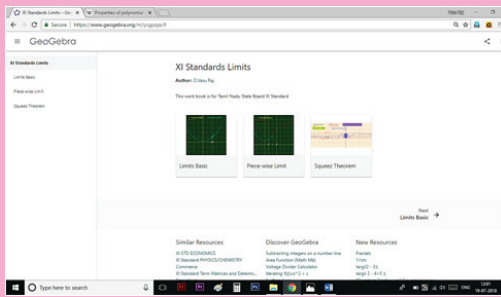 XI Standards Limits - Geo
Properties of polynomial
Secure
https://www.geogebra.org/m/
GeoGebra
XI Standards Limits
Limits Basic
Piece-wise Limit
Squeez Theorem
XI Standards Limits
Author:
This work book is for Tamil Nadu State Board XI Standard
Limits Basic
Piece-wise Limit
Squeez Theorem
Next
Limits Basic
Similar Resources
XI STD ECONOMICS
XI Standard PHYSICS-CHEMISTRY
Commerce
XI Standard Term Matrices and Determi...
Discover GeoGebra
Subtracting integers on a number line
Area Function (Math Mb)
Voltage Divider Calculator
New Resources
Fractals
Type here to search
ENG